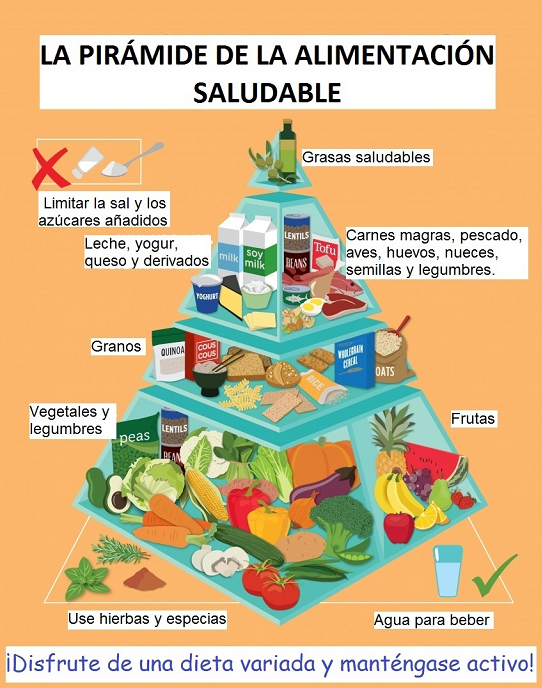 LA PIRÁMIDE DE LA ALIMENTACIÓN
SALUDABLE
Grasas saludables
Limitar la sal y los
azúcares añadidos
Leche, yogur,
queso y derivados
Carnes magras, pescado,
aves, huevos, nueces,
semillas y legumbres.
milk
soy
milk
LENTILS
BEANS
Tofu
YOGHURT
Granos
QUINOA
COUS
COUS
RICE
WHOLEGRAIN
CEREAL
OATS
Vegetales y
legumbres
Frutas
peas
LENTILS
BEANS
Use hierbas y especias
Agua para beber
¡Disfrute de una dieta variada y manténgase activo!